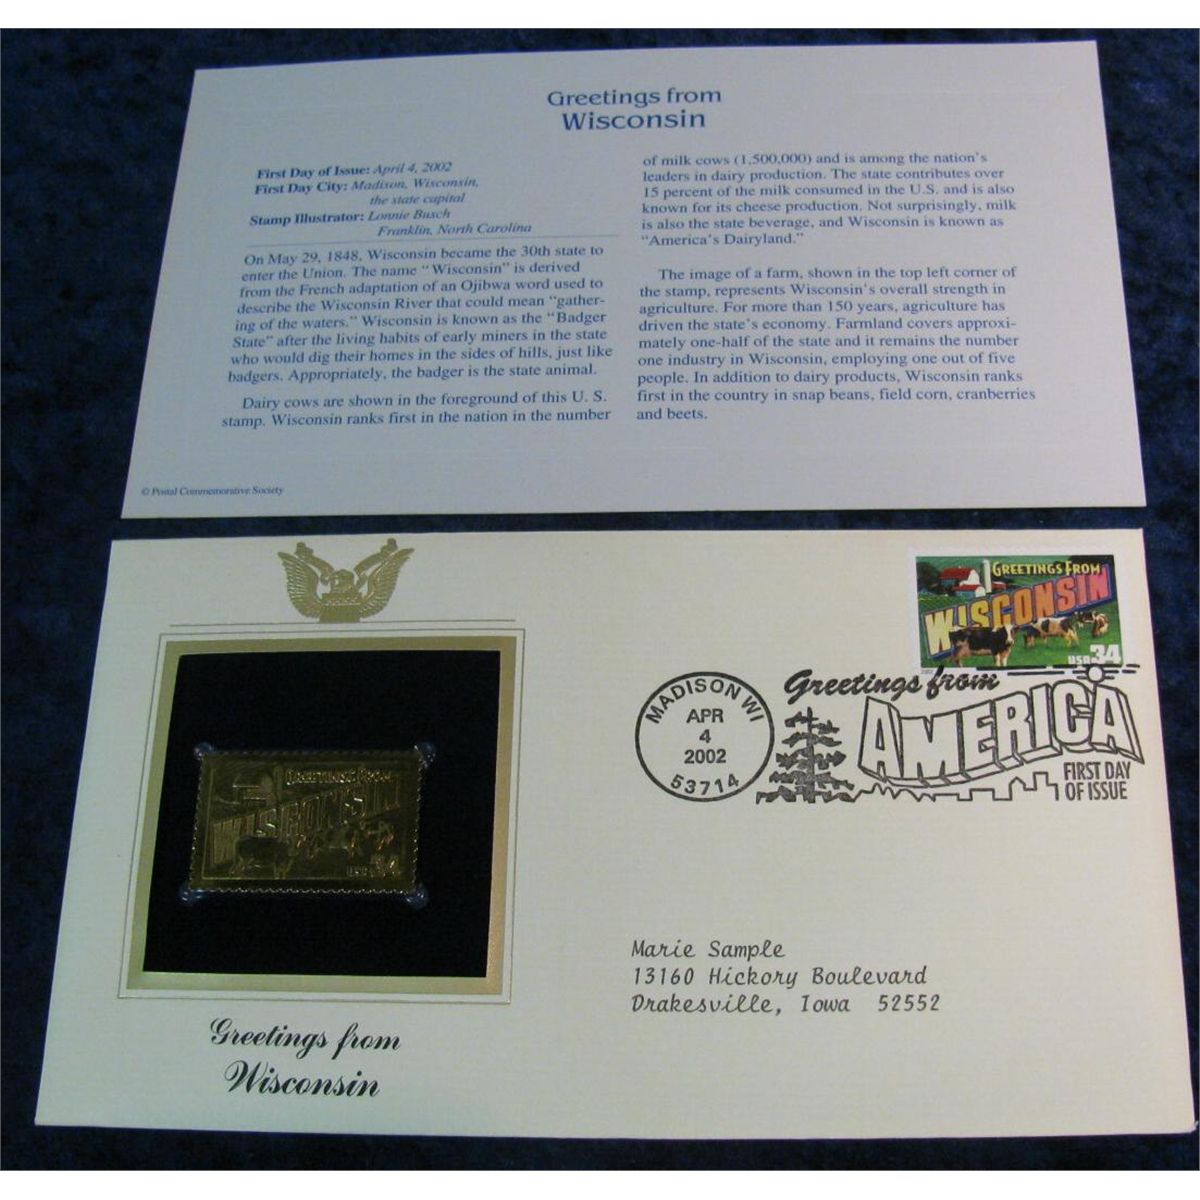 Greetings from
Wisconsin
First Day of Issue: April 4, 2002
First Day City: Madison, Wisconsin,
the state capital
Stamp Illustrator: Lonnie Busch
Franklin, North Carolina
On May 29, 1848, Wisconsin became the 30th state to
enter the Union. The name "Wisconsin" is derived
from the French adaptation of an Ojibwa word used to
describe the Wisconsin River that could mean "gather-
ing of the waters." Wisconsin is known as the "Badger
State" after the living habits of early miners in the state
who would dig their homes in the sides of hills, just like
badgers. Appropriately, the badger is the state animal.
Dairy cows are shown in the foreground of this U. S.
stamp. Wisconsin ranks first in the nation in the number
of milk cows (1,500,000) and is among the nation's
leaders in dairy production. The state contributes over
15 percent of the milk consumed in the U.S. and is also
known for its cheese production. Not surprisingly, milk
is also the state beverage, and Wisconsin is known as
"America's Dairyland."
The image of a farm, shown in the top left corner of
the stamp, represents Wisconsin's overall strength in
agriculture. For more than 150 years, agriculture has
driven the state's economy. Farmland covers approxi-
mately one-half of the state and it remains the number
one industry in Wisconsin, employing one out of five
people. In addition to dairy products, Wisconsin ranks
first in the country in snap beans, field corn, cranberries
and beets.
© Postal Commemorative Society
GREETINGS FROM
WISCONSIN
USA 34
2002
MADISON WI
APR
4
2002
53714
Greetings from
AMERICA
FIRST DAY
OF ISSUE
GREETINGS FROM
WISCONSIN
USA 34
Marie Sample
13160 Hickory Boulevard
Drakesville, Iowa 52552
Greetings from
Wisconsin